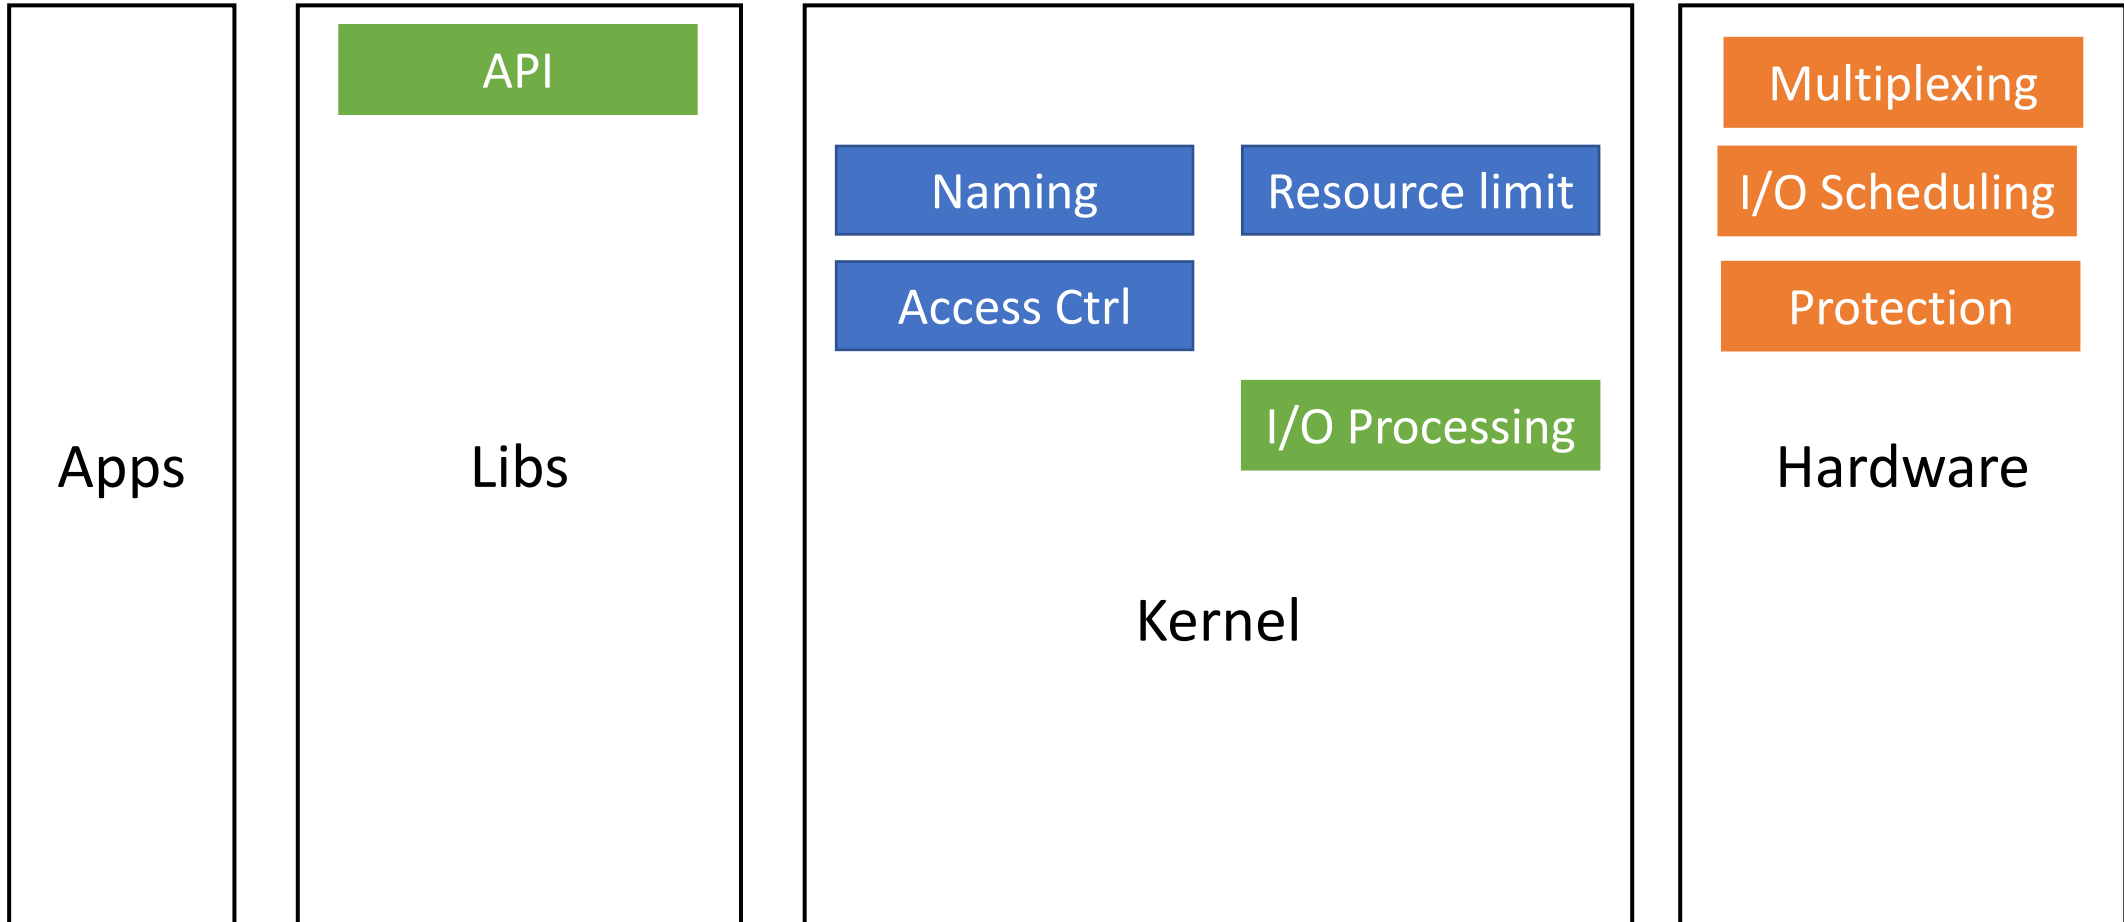 API
Multiplexing
Naming
Resource limit
I/O Scheduling
Access Ctrl
Protection
I/O Processing
Apps
Libs
Hardware
Kernel